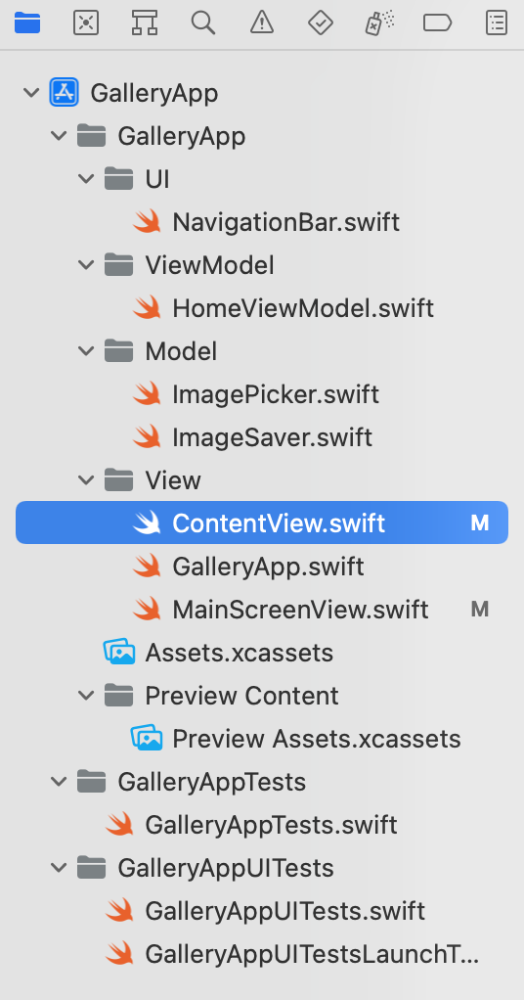 GalleryApp
GalleryApp
UI
NavigationBar.swift
ViewModel
HomeViewModel.swift
Model
ImagePicker.swift
ImageSaver.swift
View
ContentView.swift M
GalleryApp.swift
MainScreenView.swift M
Assets.xcassets
Preview Content
Preview Assets.xcassets
GalleryAppTests
GalleryAppTests.swift
GalleryAppUITests
GalleryAppUITests.swift
GalleryAppUITestsLaunchT...